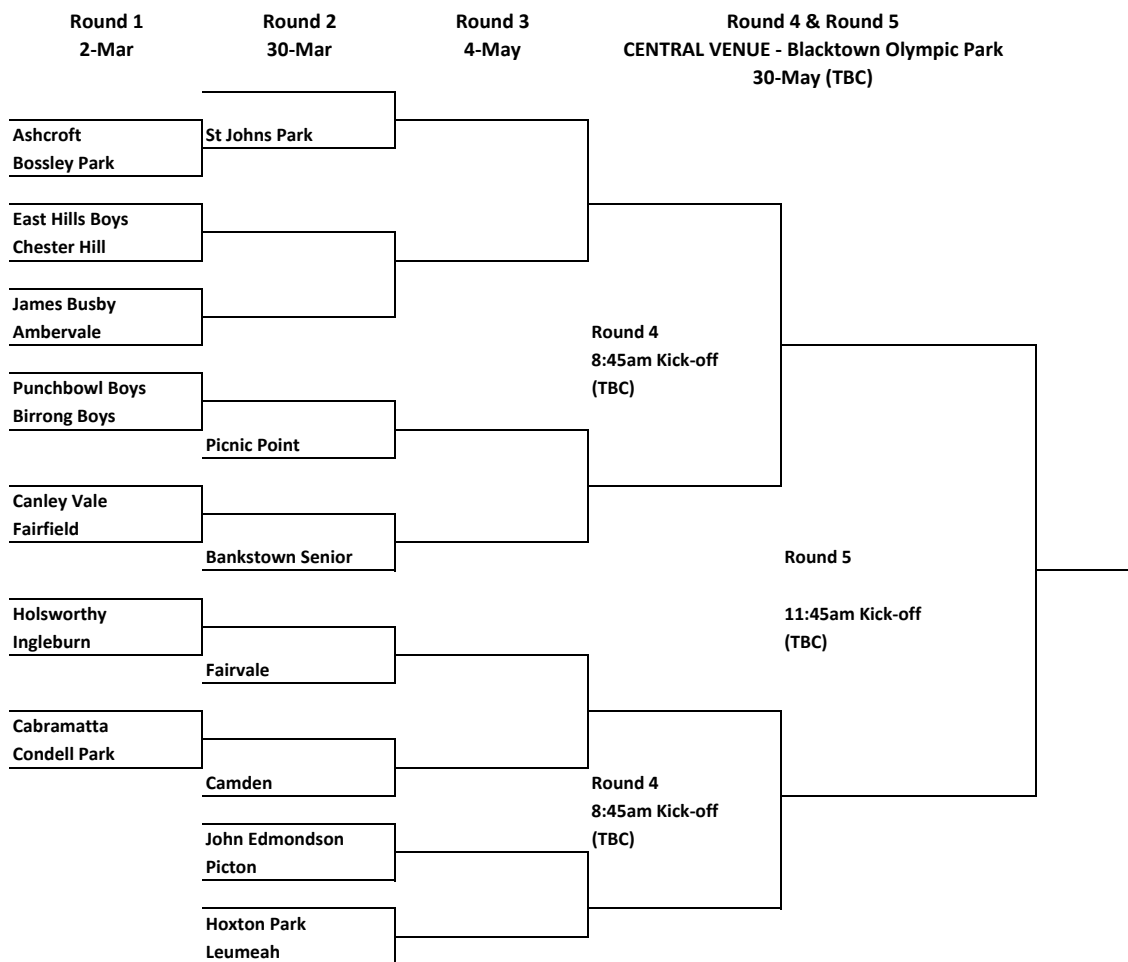 Round 1
2-Mar
Round 2
30-Mar
Round 3
4-May
Round 4 & Round 5
CENTRAL VENUE - Blacktown Olympic Park
30-May (TBC)
Ashcroft
Bossley Park
East Hills Boys
Chester Hill
James Busby
Ambervale
Punchbowl Boys
Birrong Boys
Canley Vale
Fairfield
Holsworthy
Ingleburn
Cabramatta
Condell Park
St Johns Park
Picnic Point
Bankstown Senior
Fairvale
Camden
John Edmondson
Picton
Hoxton Park
Leumeah
Round 4
8:45am Kick-off
(TBC)
Round 4
8:45am Kick-off
(TBC)
Round 5
11:45am Kick-off
(TBC)